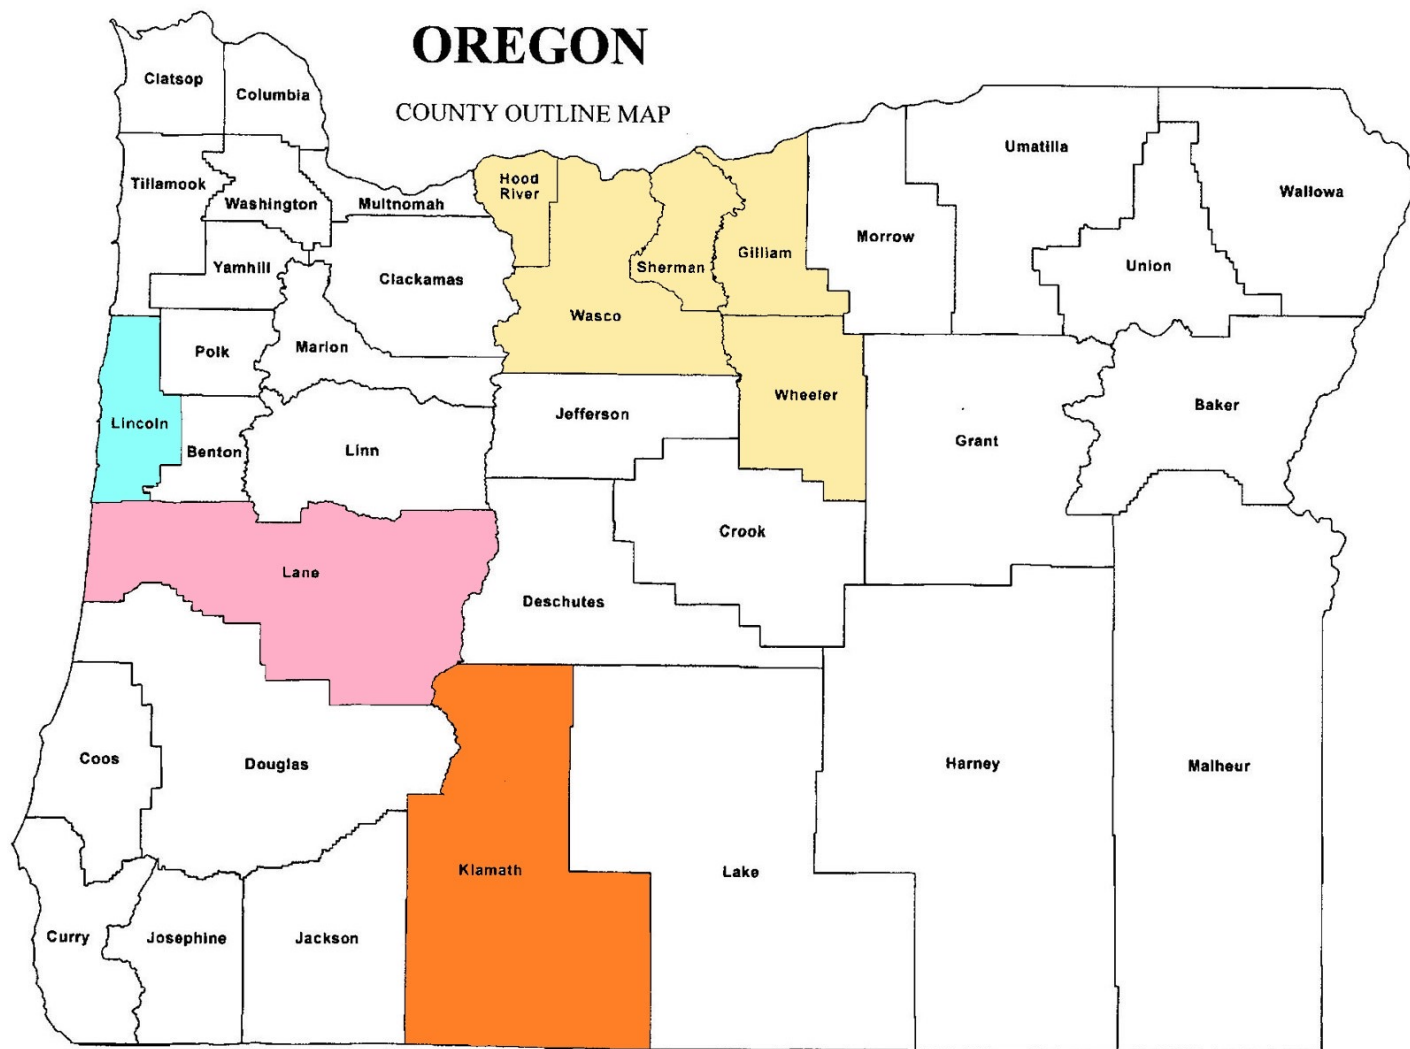 OREGON
COUNTY OUTLINE MAP
Clatsop
Columbia
Tillamook
Washington
Multnomah
Hood
River
Umatilla
Wallowa
Morrow
Yamhill
Clackamas
Sherman
Gilliam
Union
Wasco
Polk
Marion
Wheeler
Baker
Lincoln
Benton
Linn
Jefferson
Grant
Lane
Crook
Deschutes
Coos
Douglas
Harney
Malheur
Klamath
Lake
Curry
Josephine
Jackson